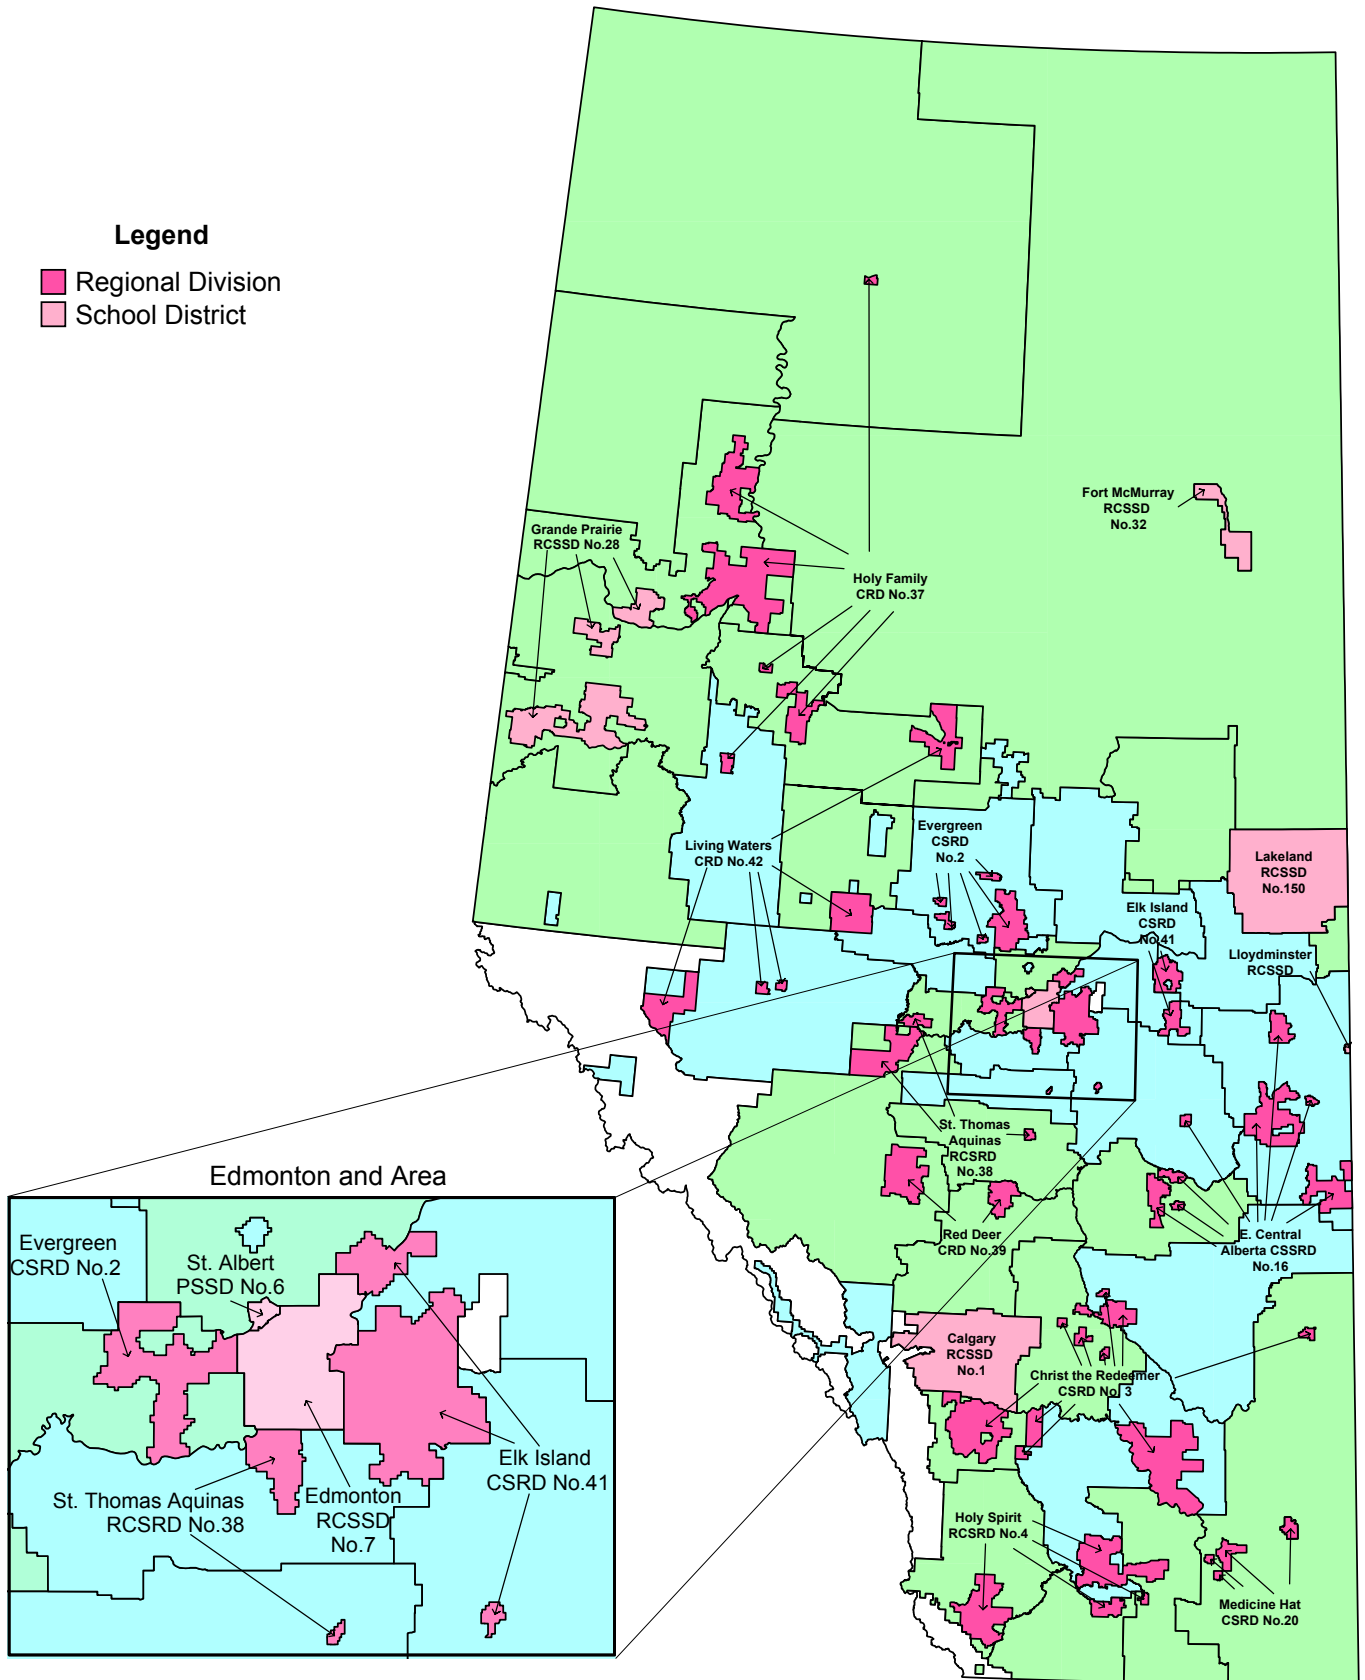 Legend
Regional Division
School District
Fort McMurray
RCSSD
No.32
Grande Prairie
RCSSD No.28
Holy Family
CRD No.37
Living Waters
CRD No.42
Evergreen
CSRD
No.2
Lakeland
RCSSD
No.150
Elk Island
CSRD
No.41
Lloydminster
RCSSD
St. Thomas
Aquinas
RCSRD
No.38
Red Deer
CRD No.39
E. Central
Alberta CSSRD
No.16
Calgary
RCSSD
No.1
Christ the Redeemer
CSRD No. 3
Holy Spirit
RCSRD No.4
Medicine Hat
CSRD No.20
Edmonton and Area
Evergreen
CSRD No.2
St. Albert
PSSD No.6
Elk Island
CSRD No.41
St. Thomas Aquinas
RCSRD No.38
Edmonton
RCSSD
No.7